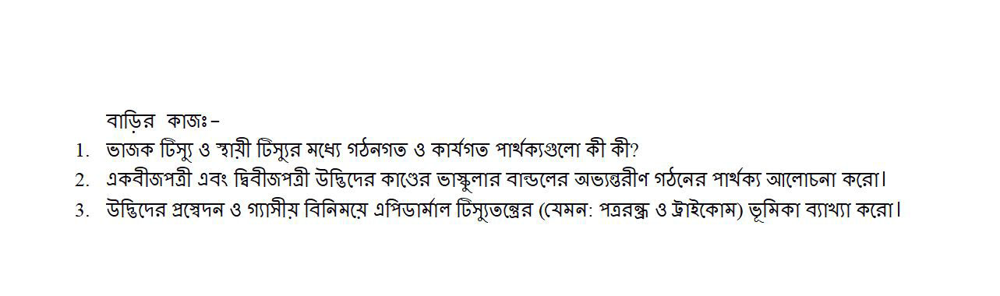 বাড়ির কাজঃ-
1. ভাজক টিস্যু ও স্থায়ী টিস্যুর মধ্যে গঠনগত ও কার্যগত পার্থক্যগুলো কী কী?
2. একবীজপত্রী এবং দ্বিবীজপত্রী উদ্ভিদের কাণ্ডের ভাস্কুলার বান্ডলের অভ্যন্তরীণ গঠনের পার্থক্য আলোচনা করো।
3. উদ্ভিদের প্রস্বেদন ও গ্যাসীয় বিনিময়ে এপিডার্মাল টিস্যুতন্ত্রের (যেমন: পত্ররন্ধ্র ও ট্রাইকোম) ভূমিকা ব্যাখ্যা করো।